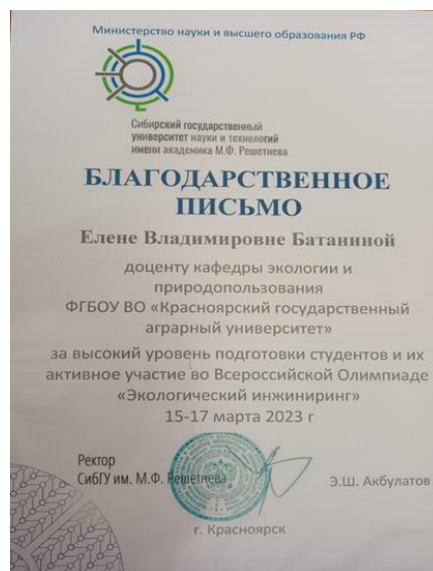 Министерство науки и высшего образования РФ
Сибирский государственный
университет науки и технологий
имени академика М.Ф. Решетнева
БЛАГОДАРСТВЕННОЕ
ПИСЬМО
Елене Владимировне Батаниной
доценту кафедры экологии и
природопользования
ФГБОУ ВО «Красноярский государственный
аграрный университет»
за высокий уровень подготовки студентов и их
активное участие во Всероссийской Олимпиаде
«Экологический инжиниринг»
15-17 марта 2023 г
Ректор
СибГУ им. М.Ф. Решетнева
Э.Ш. Акбулатов
г. Красноярск